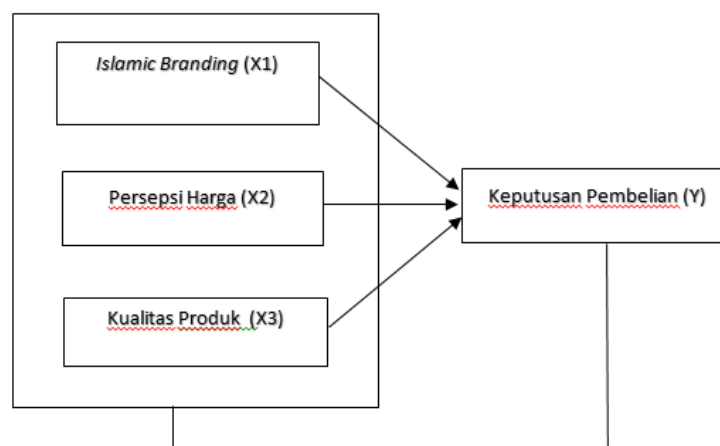 Islamic Branding (X1)
Persepsi Harga (X2)
Keputusan Pembelian (Y)
Kualitas Produk (X3)